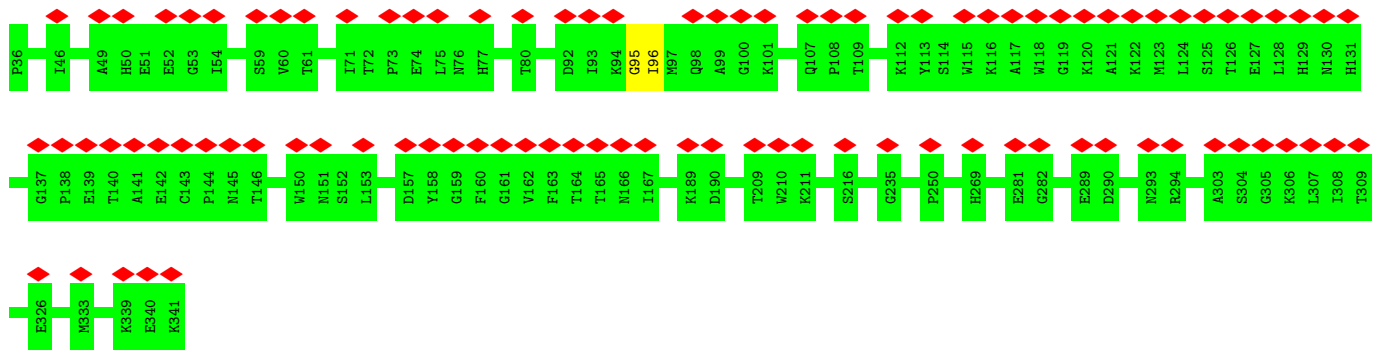 P36 I46 A49 H50 E51 E52 G53 I54 S59 V60 T61 I71 T72 P73 E74 L75 N76 H77 T80 D92 I93 K94 G95 I96 M97 Q98 A99 G100 K101 Q107 P108 T109 K112 Y113 S114 W115 K116 A117 W118 G119 K120 A121 K122 M123 L124 S125 T126 E127 L128 H129 N130 H131
G137 P138 E139 T140 A141 E142 C143 P144 N145 T146 W150 N151 S152 L153 D157 Y158 G159 F160 G161 V162 F163 T164 T165 N166 I167 K189 D190 T209 W210 K211 S216 G235 P250 H269 E281 G282 E289 D290 N293 R294 A303 S304 G305 K306 L307 I308 T309
E326 M333 K339 E340 K341